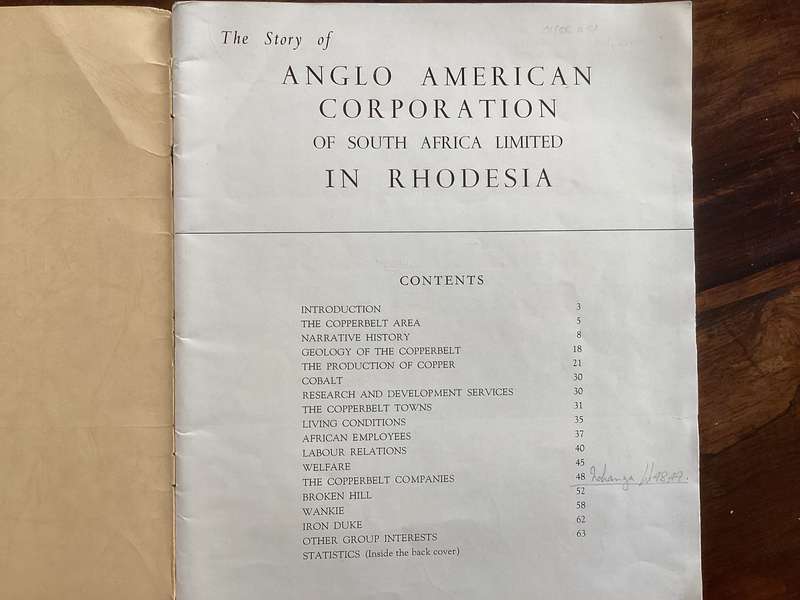 The Story of
ANGLO AMERICAN
CORPORATION
OF SOUTH AFRICA LIMITED
IN RHODESIA
CONTENTS
INTRODUCTION 3
THE COPPERBELT AREA 5
NARRATIVE HISTORY 8
GEOLOGY OF THE COPPERBELT 18
THE PRODUCTION OF COPPER 21
COBALT 30
RESEARCH AND DEVELOPMENT SERVICES 30
THE COPPERBELT TOWNS 31
LIVING CONDITIONS 35
AFRICAN EMPLOYEES 37
LABOUR RELATIONS 40
WELFARE 45
THE COPPERBELT COMPANIES 48 Nchanga
BROKEN HILL 52
WANKIE 58
IRON DUKE 62
OTHER GROUP INTERESTS 63
STATISTICS (Inside the back cover)